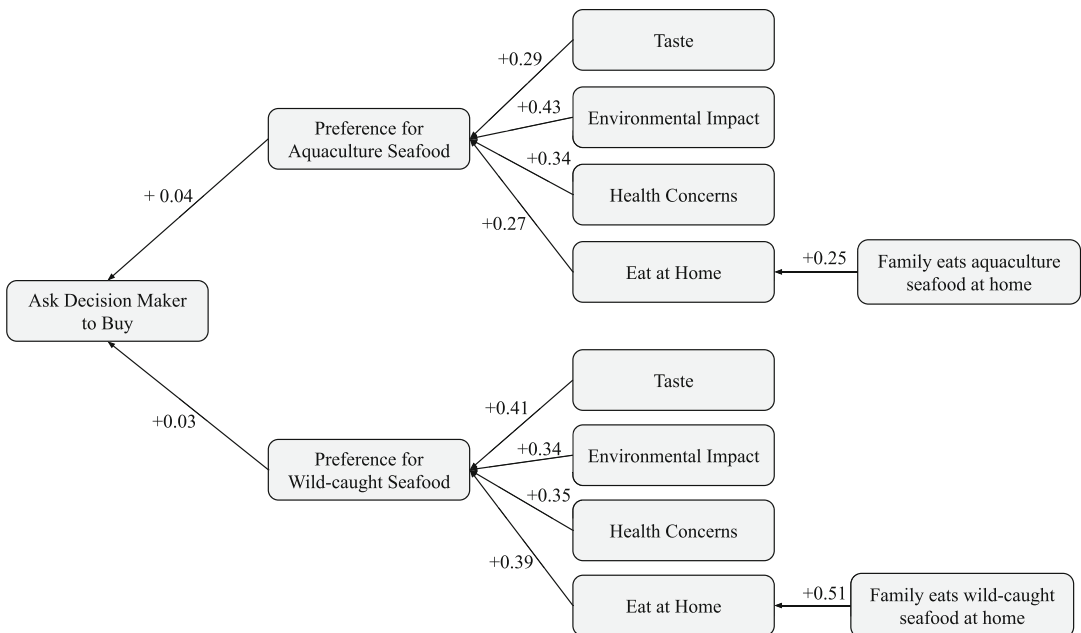 Taste
+0.29
+0.43
Environmental Impact
Preference for
Aquaculture Seafood
+0.34
Health Concerns
+ 0.04
+0.27
Eat at Home
+0.25
Family eats aquaculture
seafood at home
Ask Decision Maker
to Buy
Taste
+0.41
+0.03
+0.34
Environmental Impact
Preference for
Wild-caught Seafood
+0.35
Health Concerns
+0.39
Eat at Home
+0.51
Family eats wild-caught
seafood at home